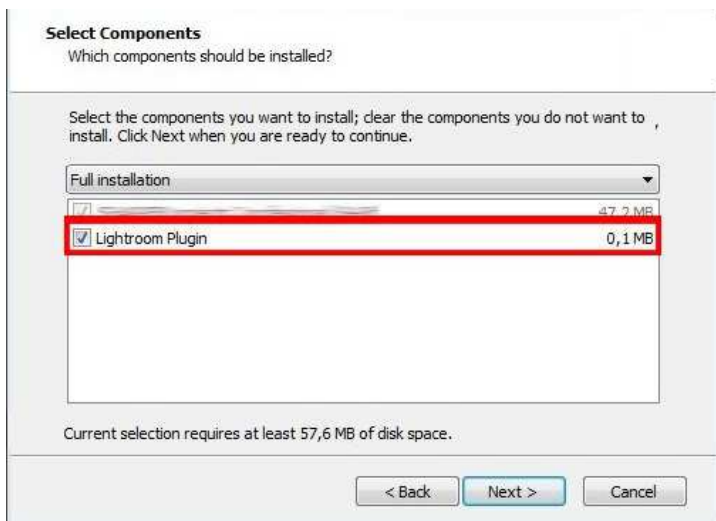 Select Components
Which components should be installed?
Select the components you want to install; clear the components you do not want to ,
install. Click Next when you are ready to continue.
Full installation
47,2 MB
Lightroom Plugin 0,1 MB
Current selection requires at least 57,6 MB of disk space.
< Back Next > Cancel